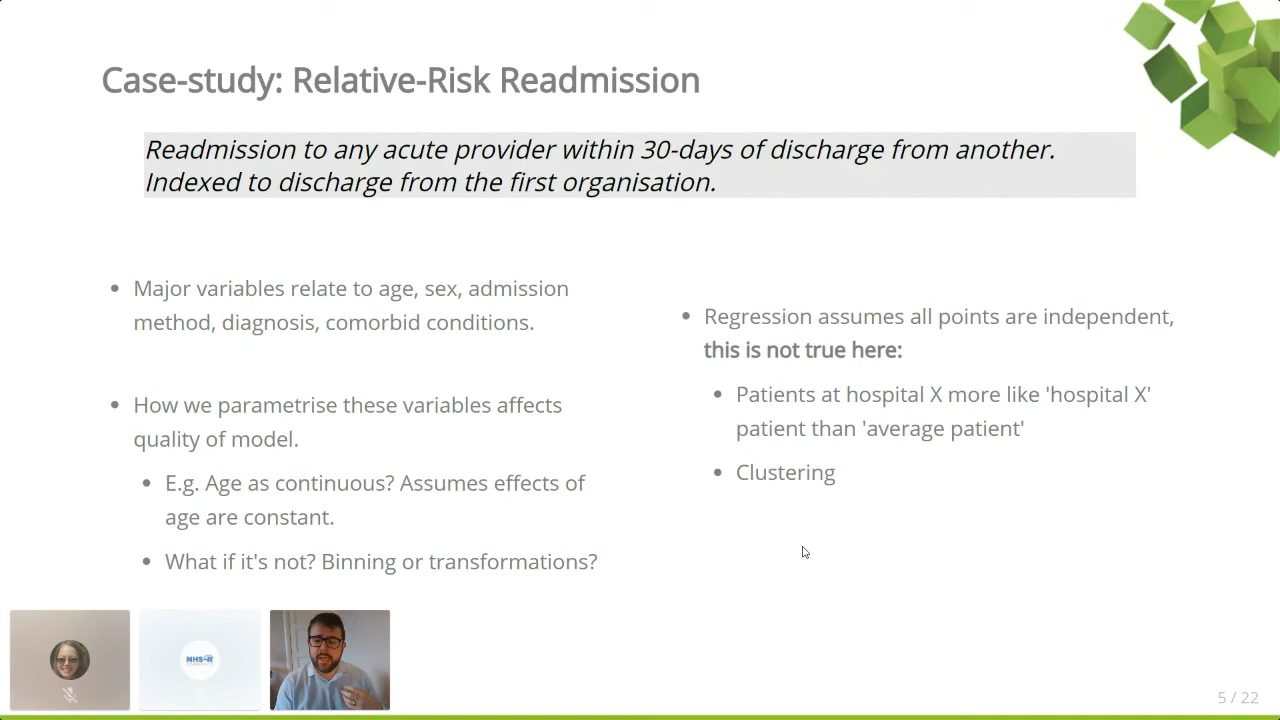 Case-study: Relative-Risk Readmission
Readmission to any acute provider within 30-days of discharge from another.
Indexed to discharge from the first organisation.
Major variables relate to age, sex, admission
method, diagnosis, comorbid conditions.
How we parametrise these variables affects
quality of model.
E.g. Age as continuous? Assumes effects of
age are constant.
What if it's not? Binning or transformations?
Regression assumes all points are independent,
this is not true here:
Patients at hospital X more like 'hospital X'
patient than 'average patient'
Clustering
NHS-R
5 / 22